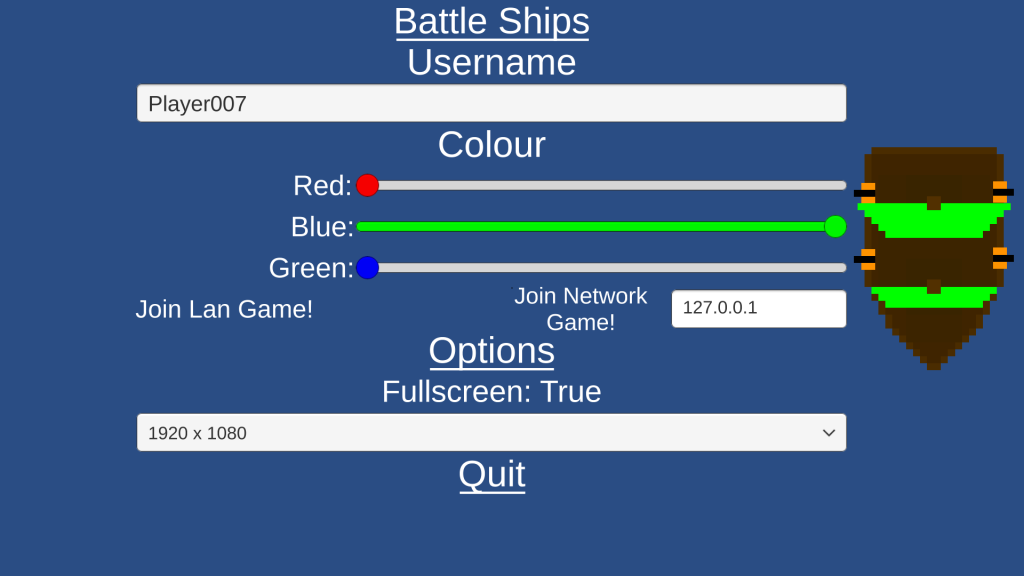 Battle Ships
Username
Player007
Colour
Red:
Blue:
Green:
Join Lan Game!
Join Network
Game!
127.0.0.1
Options
Fullscreen: True
1920 x 1080
Quit